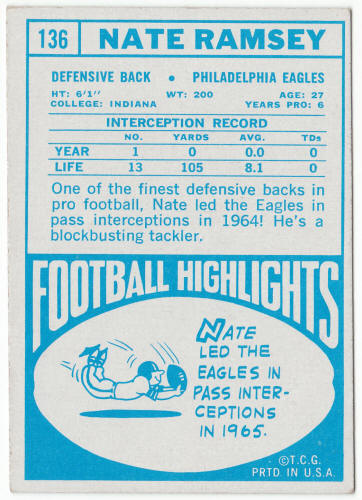 136 NATE RAMSEY
DEFENSIVE BACK • PHILADELPHIA EAGLES
HT: 6'1" WT: 200 AGE: 27
COLLEGE: INDIANA YEARS PRO: 6
INTERCEPTION RECORD
NO. YARDS AVG. TDs
YEAR 1 0 0.0 0
LIFE 13 105 8.1 0
One of the finest defensive backs in
pro football, Nate led the Eagles in
pass interceptions in 1964! He's a
blockbusting tackler.
FOOTBALL HIGHLIGHTS
NATE
LED THE
EAGLES IN
PASS INTER-
CEPTIONS
IN 1965.
©T.C.G.
PRTD. IN U.S.A.